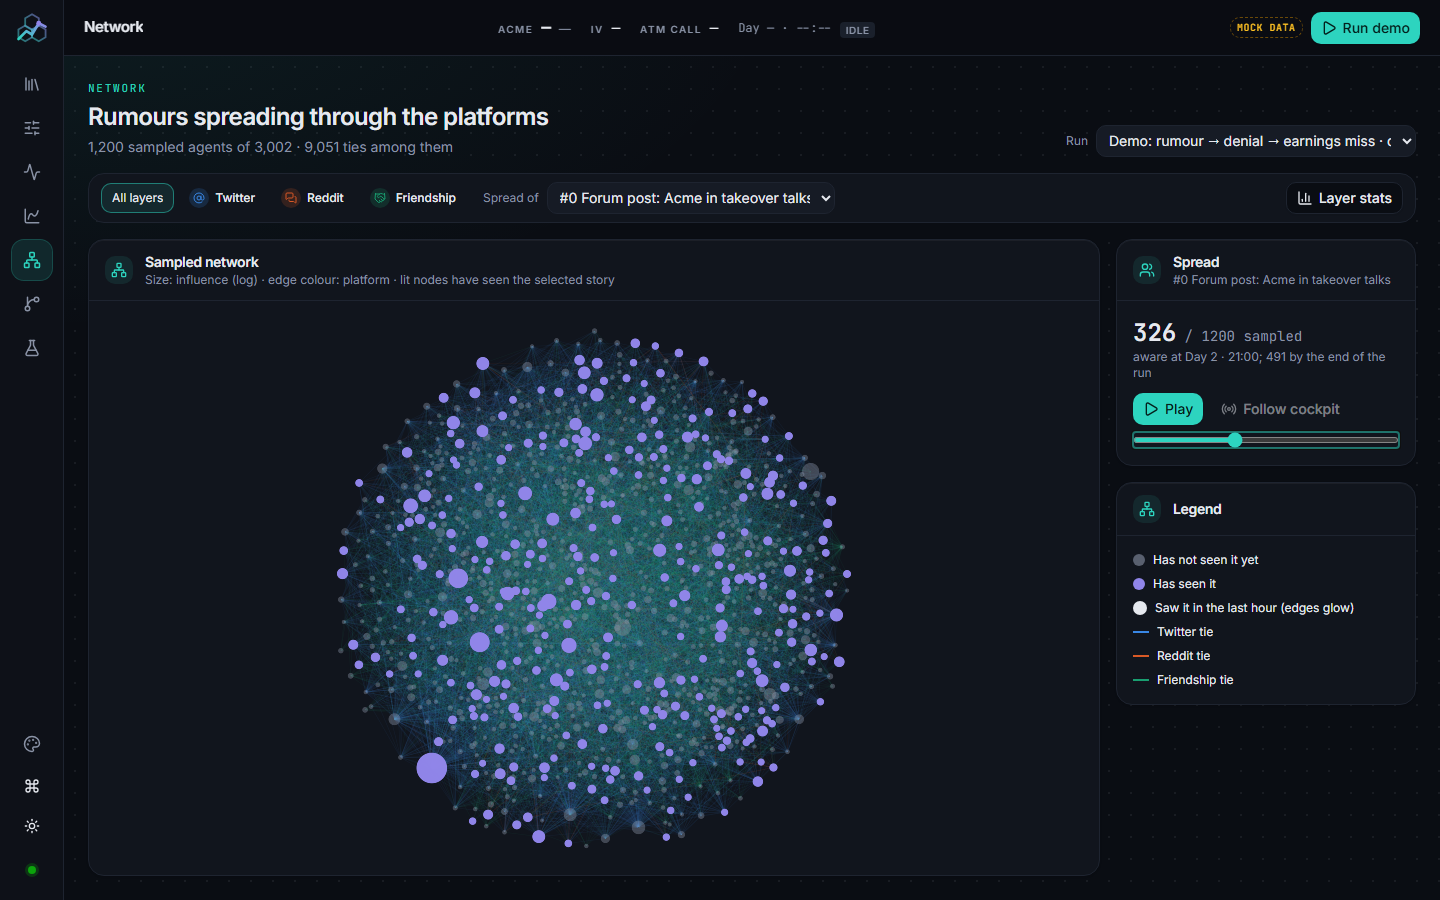 Network
ACME — —
IV —
ATM CALL —
Day — · --:--
IDLE
MOCK DATA
Run demo
NETWORK
Rumours spreading through the platforms
1,200 sampled agents of 3,002 · 9,051 ties among them
Run
Demo: rumour → denial → earnings miss · c
All layers
Twitter
Reddit
Friendship
Spread of
#0 Forum post: Acme in takeover talks
Layer stats
Sampled network
Size: influence (log) · edge colour: platform · lit nodes have seen the selected story
Spread
#0 Forum post: Acme in takeover talks
326 / 1200 sampled
aware at Day 2 · 21:00; 491 by the end of the
run
Play
Follow cockpit
Legend
Has not seen it yet
Has seen it
Saw it in the last hour (edges glow)
Twitter tie
Reddit tie
Friendship tie